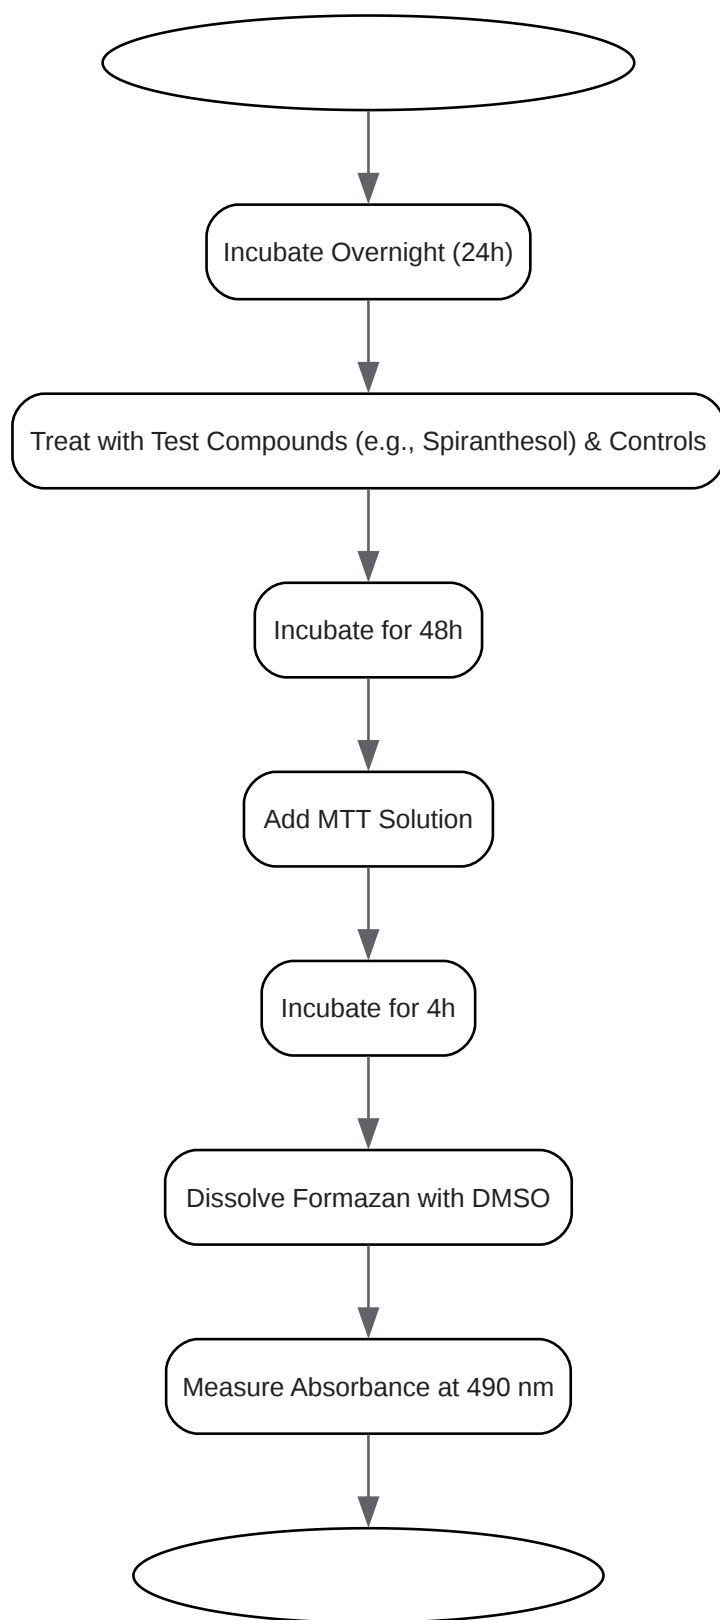 Incubate Overnight (24h)
Treat with Test Compounds (e.g., Spiranthesol) & Controls
Incubate for 48h
Add MTT Solution
Incubate for 4h
Dissolve Formazan with DMSO
Measure Absorbance at 490 nm